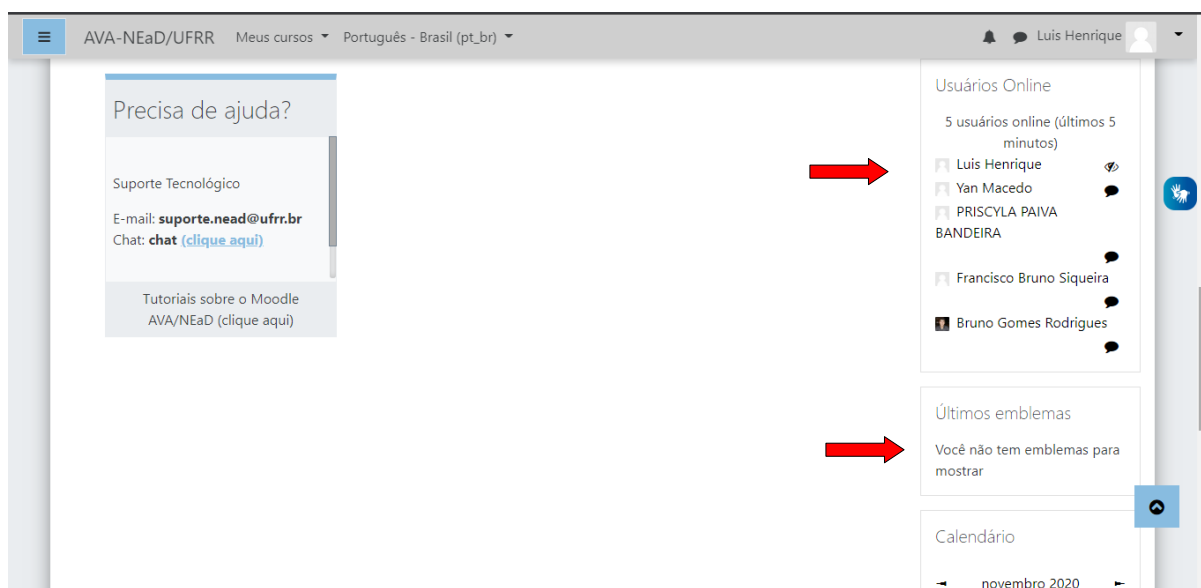 AVA-NEaD/UFRR Meus cursos Português - Brasil (pt_br) Luis Henrique
Precisa de ajuda?
Suporte Tecnológico
E-mail: suporte.nead@ufrr.br
Chat: chat (clique aqui)
Tutoriais sobre o Moodle
AVA/NEaD (clique aqui)
Usuários Online
5 usuários online (últimos 5
minutos)
Luis Henrique
Yan Macedo
PRISCYLA PAIVA
BANDEIRA
Francisco Bruno Siqueira
Bruno Gomes Rodrigues
Últimos emblemas
Você não tem emblemas para
mostrar
Calendário
novembro 2020